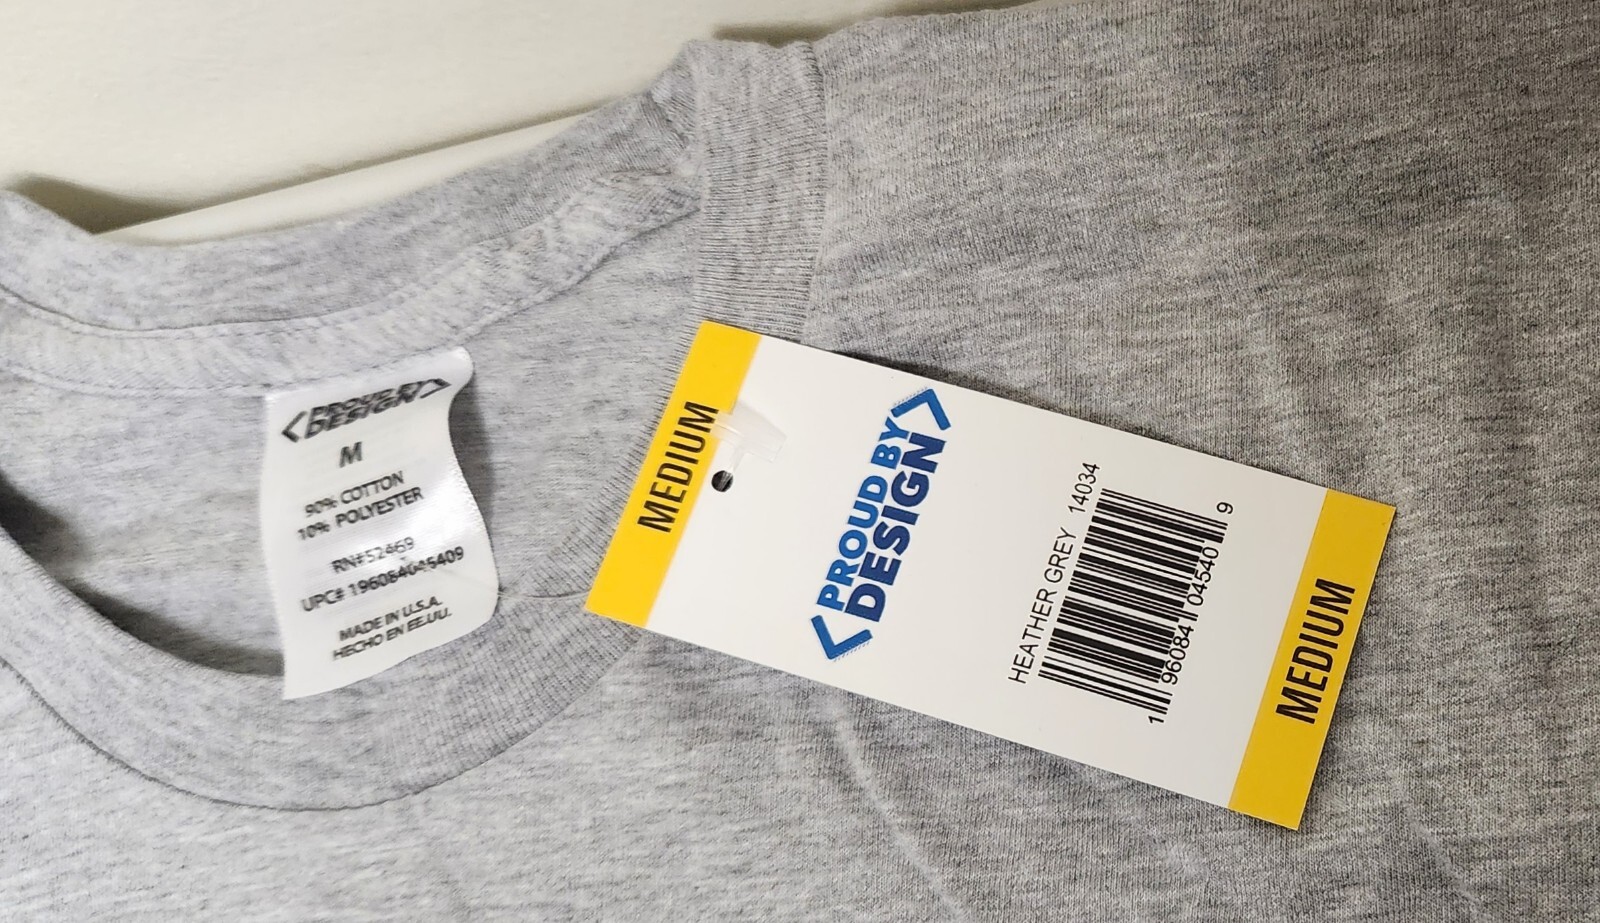 PROUD BY
DESIGN
M
90% COTTON
10% POLYESTER
RN#52469
UPC# 196084045409
MADE IN U.S.A.
HECHO EN EE.UU.
MEDIUM
PROUD BY
DESIGN
HEATHER GREY 14034
1 96084 04540 9
MEDIUM